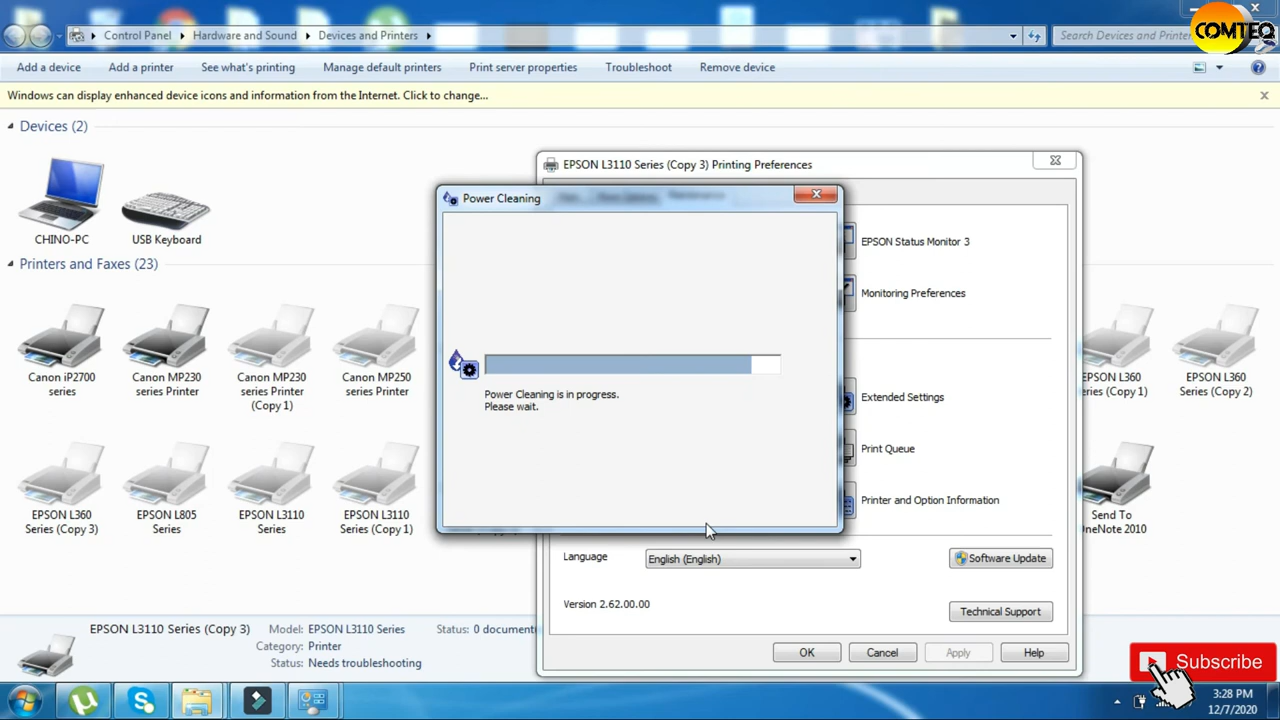 COMTEQ
Control Panel
Hardware and Sound
Devices and Printers
Search Devices and Printers
Add a device
Add a printer
See what's printing
Manage default printers
Print server properties
Troubleshoot
Remove device
Windows can display enhanced device icons and information from the Internet. Click to change...
Devices (2)
CHINO-PC
USB Keyboard
Printers and Faxes (23)
Canon iP2700
series
Canon MP230
series Printer
Canon MP230
series Printer
(Copy 1)
Canon MP250
series Printer
EPSON L360
Series (Copy 1)
EPSON L360
Series (Copy 2)
EPSON L360
Series (Copy 3)
EPSON L805
Series
EPSON L3110
Series
EPSON L3110
Series (Copy 1)
Send To
OneNote 2010
EPSON L3110 Series (Copy 3) Printing Preferences
Maintenance
EPSON Status Monitor 3
Monitoring Preferences
Extended Settings
Print Queue
Printer and Option Information
Language
English (English)
Software Update
Version 2.62.00.00
Technical Support
OK
Cancel
Apply
Help
Power Cleaning
Power Cleaning is in progress.
Please wait.
EPSON L3110 Series (Copy 3)
Model: EPSON L3110 Series
Status: 0 document
Category: Printer
Status: Needs troubleshooting
Subscribe
3:28 PM
12/7/2020